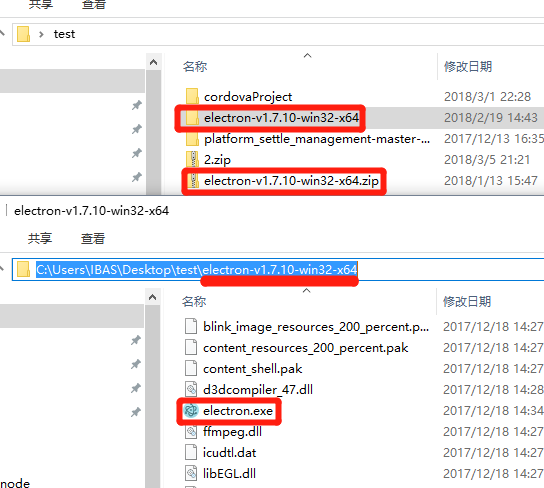 共享 查看
test
名称 修改日期
cordovaProject 2018/3/1 22:28
electron-v1.7.10-win32-x64 2018/2/19 14:43
platform_settle_management-master-... 2017/12/13 16:35
2.zip 2018/3/5 21:21
electron-v1.7.10-win32-x64.zip 2018/1/13 15:47
electron-v1.7.10-win32-x64
共享 查看
C:\Users\IBAS\Desktop\test\electron-v1.7.10-win32-x64
名称 修改日期
blink_image_resources_200_percent.p... 2017/12/18 14:27
content_resources_200_percent.pak 2017/12/18 14:27
content_shell.pak 2017/12/18 14:27
d3dcompiler_47.dll 2017/12/18 14:28
electron.exe 2017/12/18 14:34
ffmpeg.dll 2017/12/18 14:27
icudtl.dat 2017/12/18 14:27
node libEGL.dll 2017/12/18 14:27